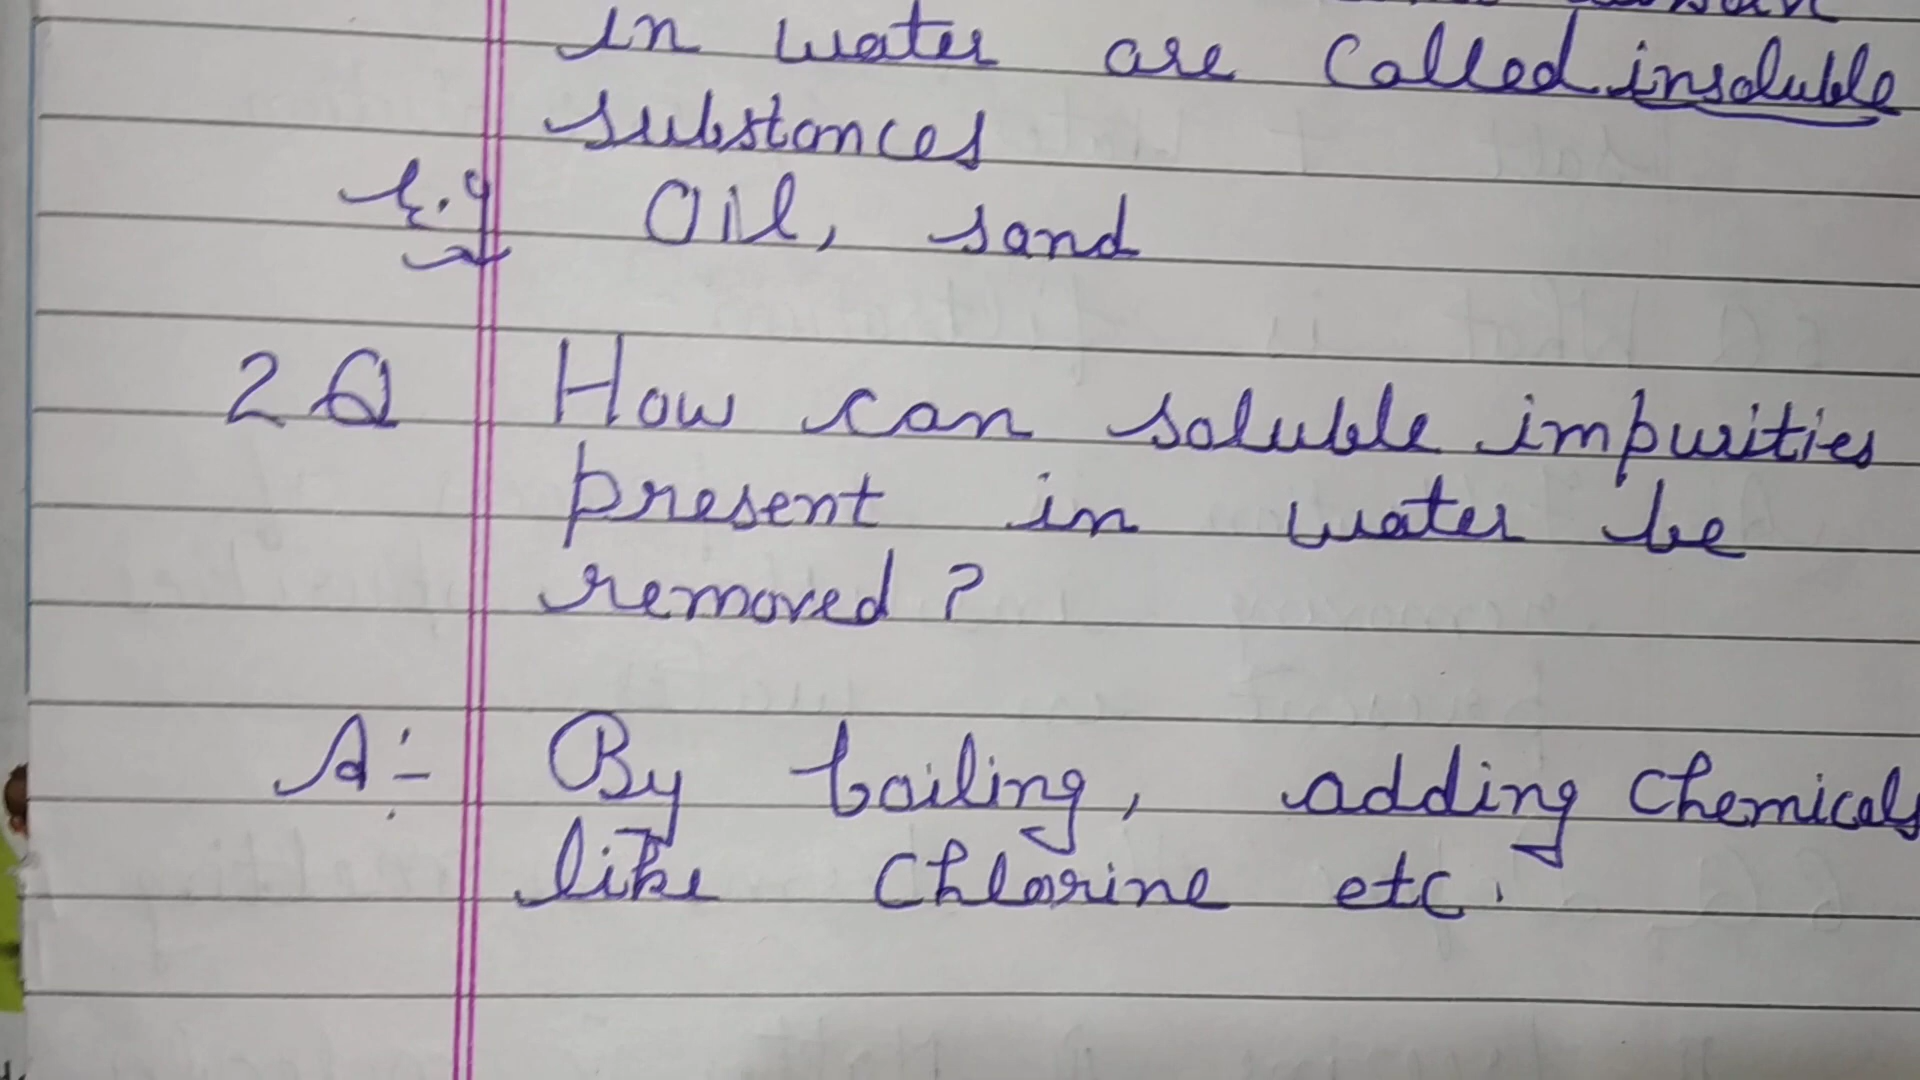 in water are called insoluble
substances
e.g Oil, sand
2Q How can soluble impurities
present in water be
removed?
A:- By boiling, adding chemicals
like chlorine etc.